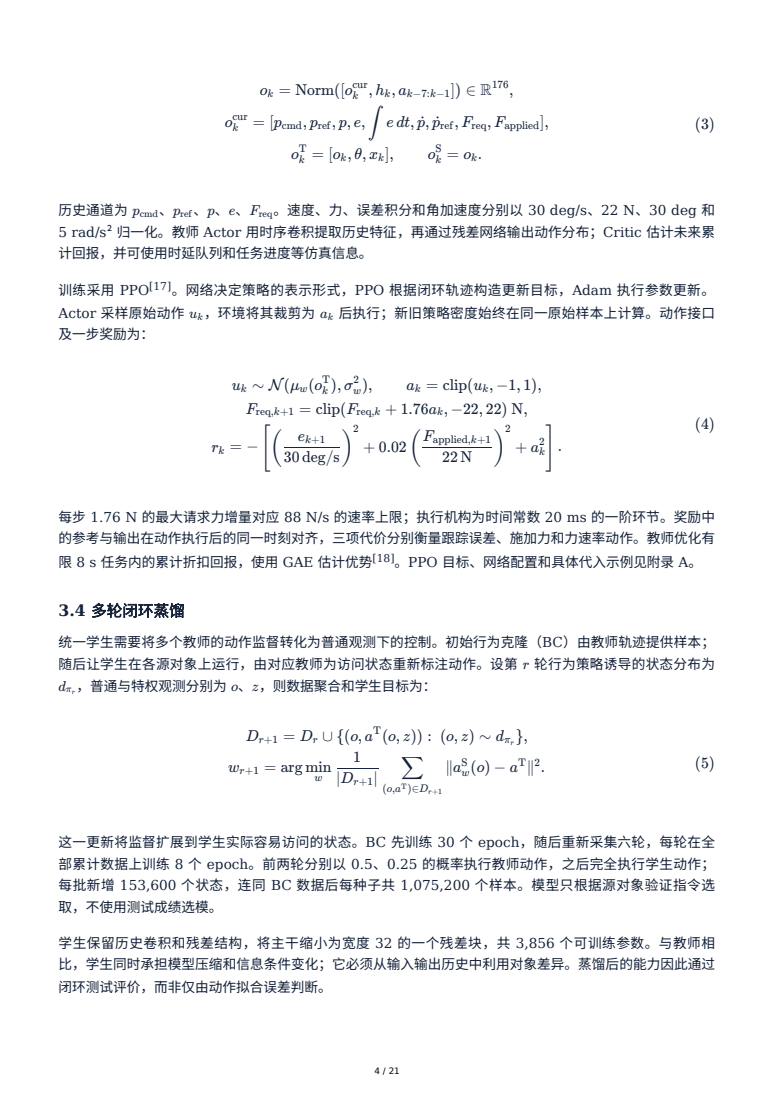 o_k = Norm([o_k^cur, h_k, a_{k−7:k−1}]) ∈ ℝ^176,
o_k^cur = [p_cmd, p_ref, p, e, ∫ e dt, ṗ, ṗ_ref, F_req, F_applied], (3)
o_k^T = [o_k, θ, x_k], o_k^S = o_k.
历史通道为 p_cmd、p_ref、p、e、F_req。速度、力、误差积分和角加速度分别以 30 deg/s、22 N、30 deg 和
5 rad/s² 归一化。教师 Actor 用时序卷积提取历史特征，再通过残差网络输出动作分布；Critic 估计未来累
计回报，并可使用时延队列和任务进度等仿真信息。
训练采用 PPO[17]。网络决定策略的表示形式，PPO 根据闭环轨迹构造更新目标，Adam 执行参数更新。
Actor 采样原始动作 u_k，环境将其裁剪为 a_k 后执行；新旧策略密度始终在同一原始样本上计算。动作接口
及一步奖励为：
u_k ∼ 𝒩(μ_w(o_k^T), σ_w^2), a_k = clip(u_k, −1, 1),
F_{req,k+1} = clip(F_{req,k} + 1.76a_k, −22, 22) N, (4)
r_k = −[(e_{k+1} / 30 deg/s)^2 + 0.02 (F_{applied,k+1} / 22 N)^2 + a_k^2].
每步 1.76 N 的最大请求力增量对应 88 N/s 的速率上限；执行机构为时间常数 20 ms 的一阶环节。奖励中
的参考与输出在动作执行后的同一时刻对齐，三项代价分别衡量跟踪误差、施加力和力速率动作。教师优化有
限 8 s 任务内的累计折扣回报，使用 GAE 估计优势[18]。PPO 目标、网络配置和具体代入示例见附录 A。
3.4 多轮闭环蒸馏
统一学生需要将多个教师的动作监督转化为普通观测下的控制。初始行为克隆（BC）由教师轨迹提供样本；
随后让学生在各源对象上运行，由对应教师为访问状态重新标注动作。设第 r 轮行为策略诱导的状态分布为
d_{π_r}，普通与特权观测分别为 o、z，则数据聚合和学生目标为：
D_{r+1} = D_r ∪ {(o, a^T(o, z)) : (o, z) ∼ d_{π_r}},
w_{r+1} = arg min_w 1/|D_{r+1}| ∑_{(o,a^T)∈D_{r+1}} ‖a_w^S(o) − a^T‖². (5)
这一更新将监督扩展到学生实际容易访问的状态。BC 先训练 30 个 epoch，随后重新采集六轮，每轮在全
部累计数据上训练 8 个 epoch。前两轮分别以 0.5、0.25 的概率执行教师动作，之后完全执行学生动作；
每批新增 153,600 个状态，连同 BC 数据后每种子共 1,075,200 个样本。模型只根据源对象验证指令选
取，不使用测试成绩选模。
学生保留历史卷积和残差结构，将主干缩小为宽度 32 的一个残差块，共 3,856 个可训练参数。与教师相
比，学生同时承担模型压缩和信息条件变化；它必须从输入输出历史中利用对象差异。蒸馏后的能力因此通过
闭环测试评价，而非仅由动作拟合误差判断。
4 / 21